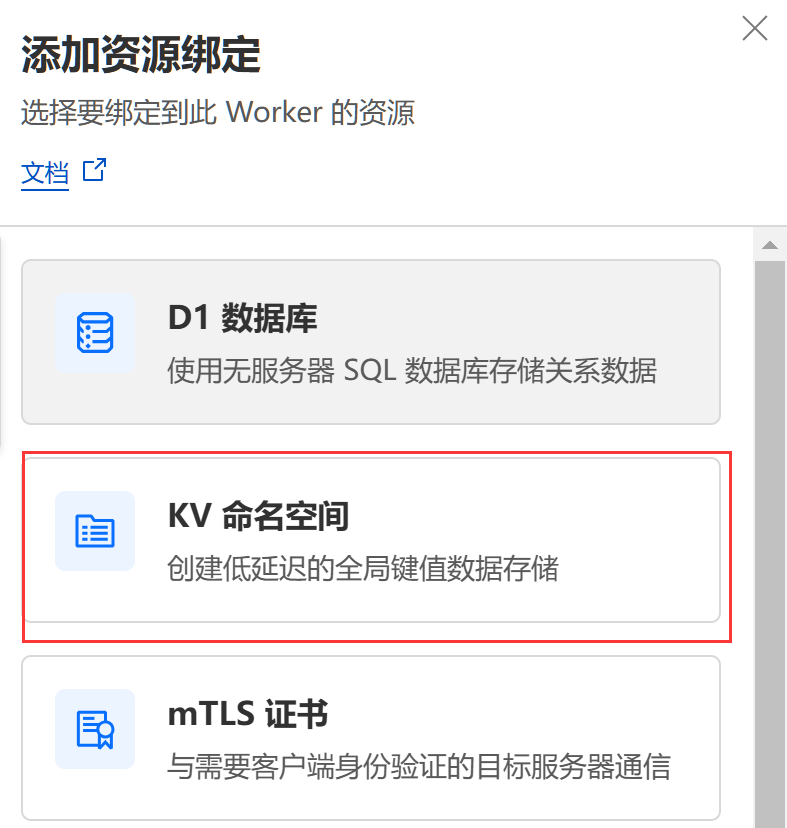 添加资源绑定
选择要绑定到此 Worker 的资源
文档
D1 数据库
使用无服务器 SQL 数据库存储关系数据
KV 命名空间
创建低延迟的全局键值数据存储
mTLS 证书
与需要客户端身份验证的目标服务器通信